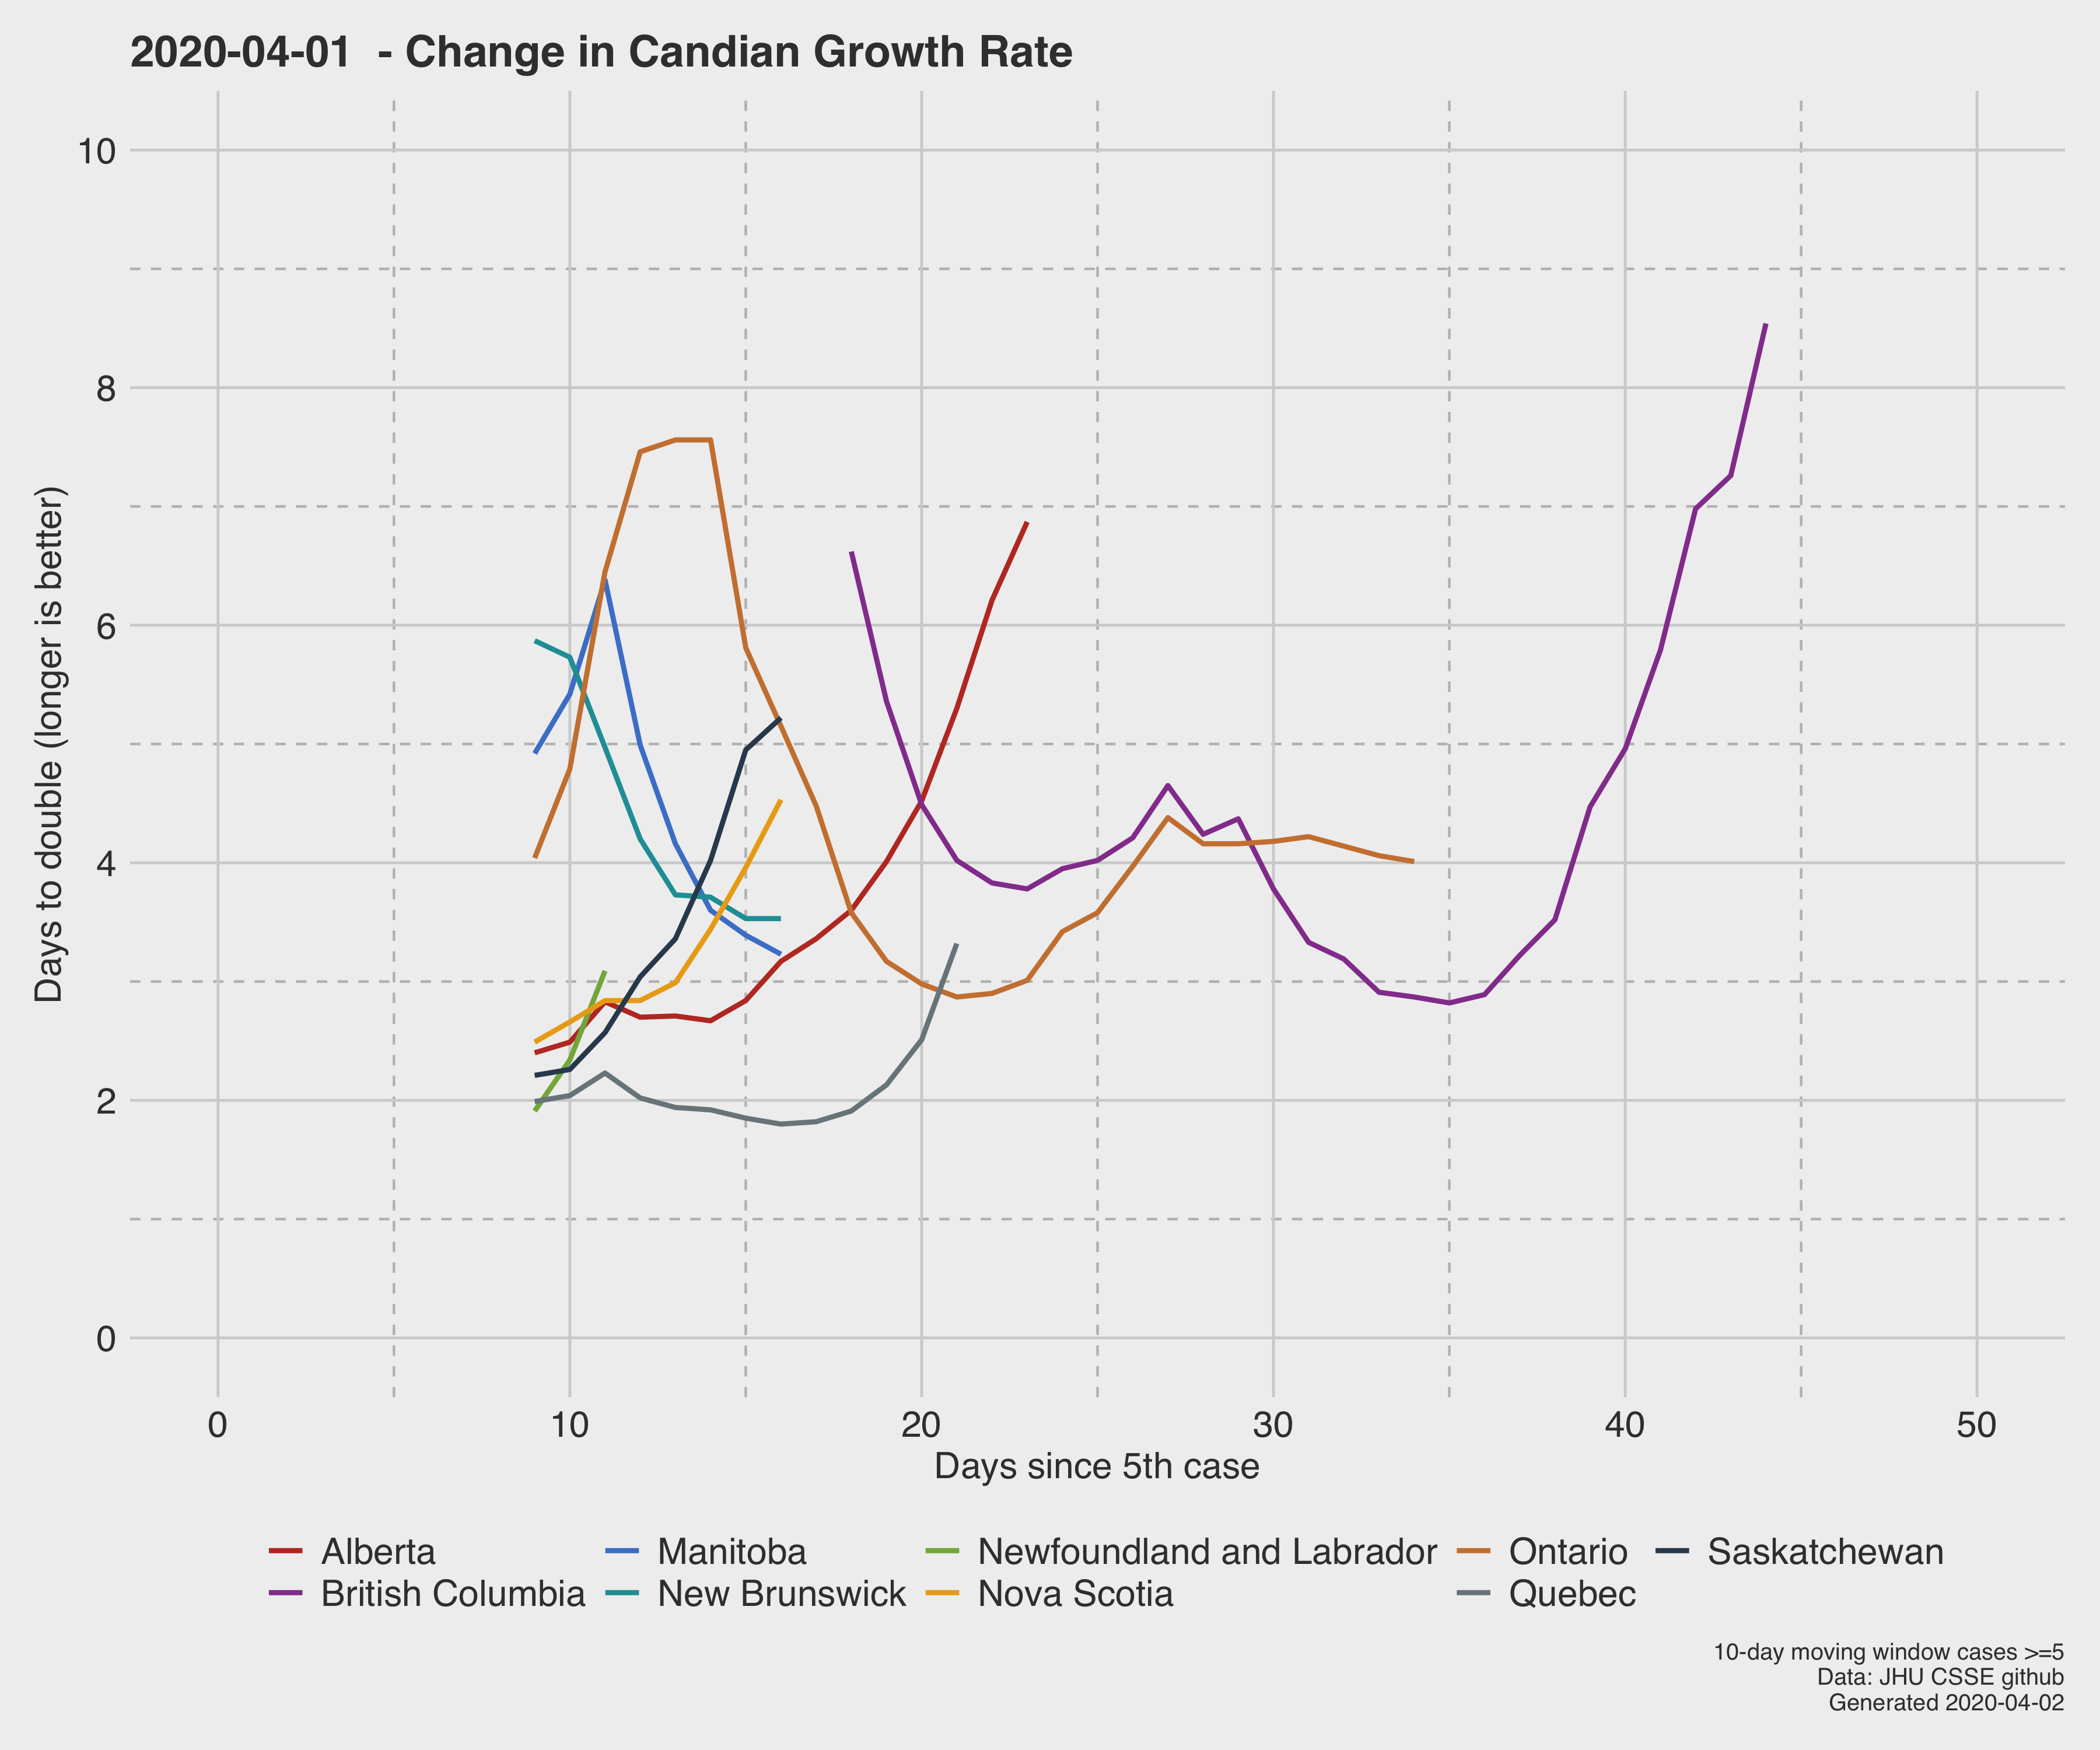 2020-04-01  - Change in Candian Growth Rate
Days to double (longer is better)
10
8
6
4
2
0
0 10 20 30 40 50
Days since 5th case
Alberta Manitoba Newfoundland and Labrador Ontario Saskatchewan
British Columbia New Brunswick Nova Scotia Quebec
10-day moving window cases >=5
Data: JHU CSSE github
Generated 2020-04-02